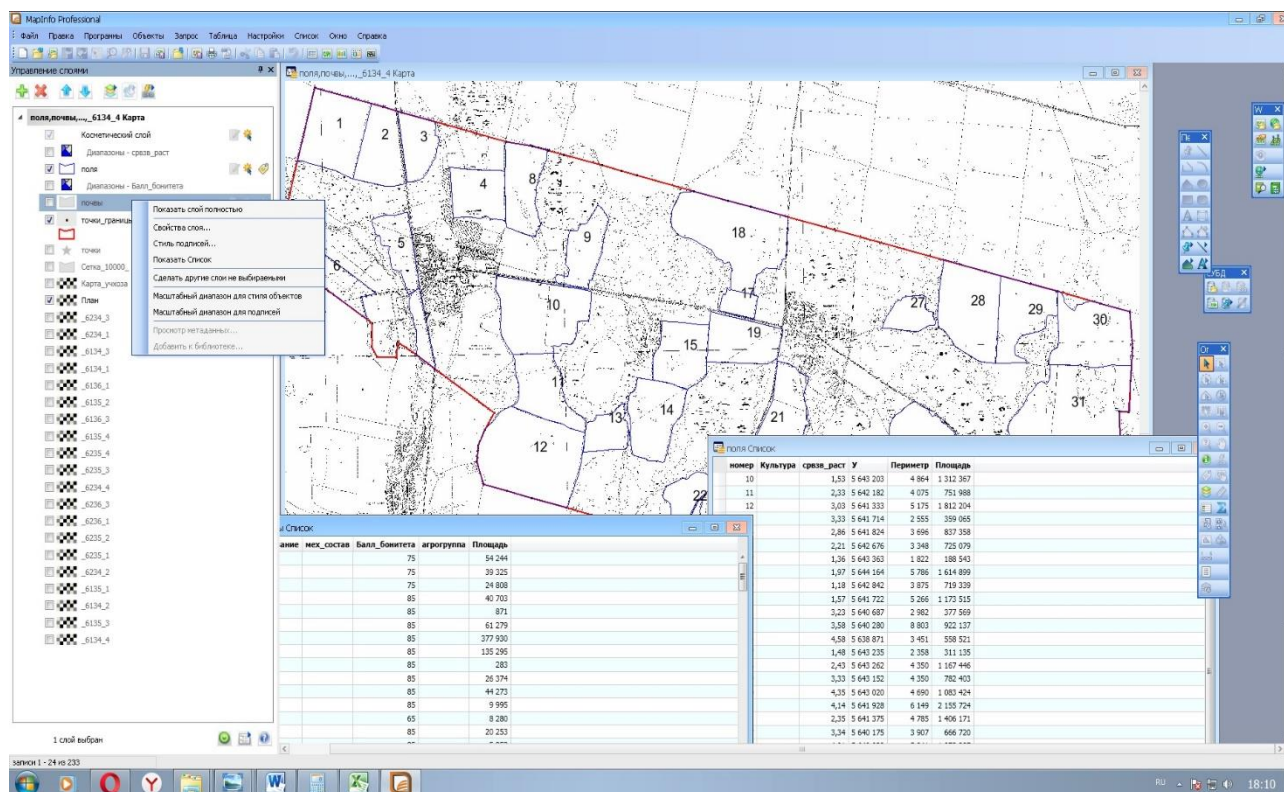 MapInfo Professional
Файл Правка Программы Объекты Запрос Таблица Настройки Список Окно Справка
Управление слоями
поля,почвы,...,_6134_4 Карта
поля,почвы,...,_6134_4 Карта
Косметический слой
Диапазоны - срвзв_раст
поля
Диапазоны - Балл_бонитета
почвы
точки_границы
точки
Сетка_10000_
Карта_учхоза
План
_6234_3
_6234_1
_6134_3
_6134_1
_6136_1
_6135_2
_6136_3
_6135_4
_6235_4
_6235_3
_6234_4
_6236_3
_6236_1
_6235_2
_6235_1
_6234_2
_6135_1
_6134_2
_6135_3
_6134_4
Показать слой полностью
Свойства слоя...
Стиль подписей...
Показать Список
Сделать другие слои не выбираемыми
Масштабный диапазон для стиля объектов
Масштабный диапазон для подписей
Просмотр метаданных...
Добавить к библиотеке...
1 2 3
4 8
5 9 18
6
10 17 27 28 29 30
15 19
11 31
12 13 14 21
22
поля Список
номер Культура срвзв_раст У Периметр Площадь
10 1,53 5 643 203 4 864 1 312 367
11 2,33 5 642 182 4 075 751 988
12 3,03 5 641 333 5 175 1 812 204
3,33 5 641 714 2 555 359 065
2,86 5 641 824 3 696 837 358
2,21 5 642 676 3 348 725 079
1,36 5 643 363 1 822 188 543
1,97 5 644 164 5 786 1 614 899
1,18 5 642 842 3 875 719 339
1,57 5 641 722 5 266 1 173 515
3,23 5 640 687 2 982 377 569
3,58 5 640 280 8 803 922 137
4,58 5 638 871 3 451 558 521
1,48 5 643 235 2 358 311 135
2,43 5 643 262 4 350 1 167 446
3,33 5 643 152 4 350 782 403
4,35 5 643 020 4 690 1 083 424
4,14 5 641 928 6 149 2 155 724
2,35 5 641 375 4 785 1 406 171
3,34 5 640 175 3 907 666 720
ы Список
ание мех_состав Балл_бонитета агрогруппа Площадь
75 54 244
75 39 325
75 24 808
85 40 703
85 871
85 61 279
85 377 930
85 135 295
85 283
85 26 374
85 44 273
85 9 995
65 8 280
85 20 253
Пе
W
УБД
Or
1 слой выбран
записи 1 - 24 из 233
RU 18:10